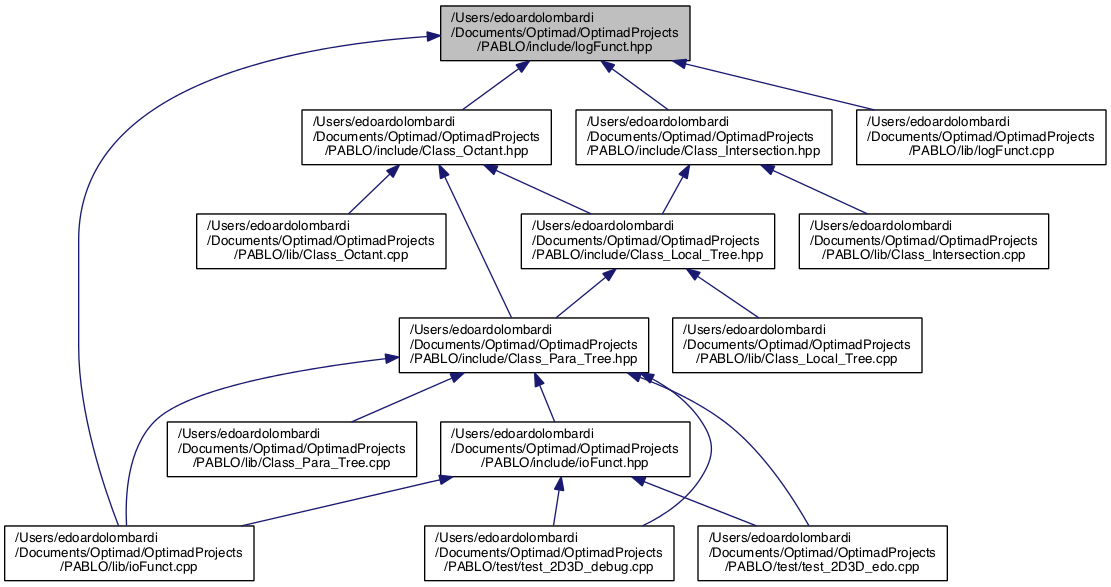 /Users/edoardolombardi
/Documents/Optimad/OptimadProjects
/PABLO/include/logFunct.hpp
/Users/edoardolombardi
/Documents/Optimad/OptimadProjects
/PABLO/include/Class_Octant.hpp
/Users/edoardolombardi
/Documents/Optimad/OptimadProjects
/PABLO/include/Class_Intersection.hpp
/Users/edoardolombardi
/Documents/Optimad/OptimadProjects
/PABLO/lib/logFunct.cpp
/Users/edoardolombardi
/Documents/Optimad/OptimadProjects
/PABLO/lib/Class_Octant.cpp
/Users/edoardolombardi
/Documents/Optimad/OptimadProjects
/PABLO/include/Class_Local_Tree.hpp
/Users/edoardolombardi
/Documents/Optimad/OptimadProjects
/PABLO/lib/Class_Intersection.cpp
/Users/edoardolombardi
/Documents/Optimad/OptimadProjects
/PABLO/include/Class_Para_Tree.hpp
/Users/edoardolombardi
/Documents/Optimad/OptimadProjects
/PABLO/lib/Class_Local_Tree.cpp
/Users/edoardolombardi
/Documents/Optimad/OptimadProjects
/PABLO/lib/Class_Para_Tree.cpp
/Users/edoardolombardi
/Documents/Optimad/OptimadProjects
/PABLO/include/ioFunct.hpp
/Users/edoardolombardi
/Documents/Optimad/OptimadProjects
/PABLO/lib/ioFunct.cpp
/Users/edoardolombardi
/Documents/Optimad/OptimadProjects
/PABLO/test/test_2D3D_debug.cpp
/Users/edoardolombardi
/Documents/Optimad/OptimadProjects
/PABLO/test/test_2D3D_edo.cpp